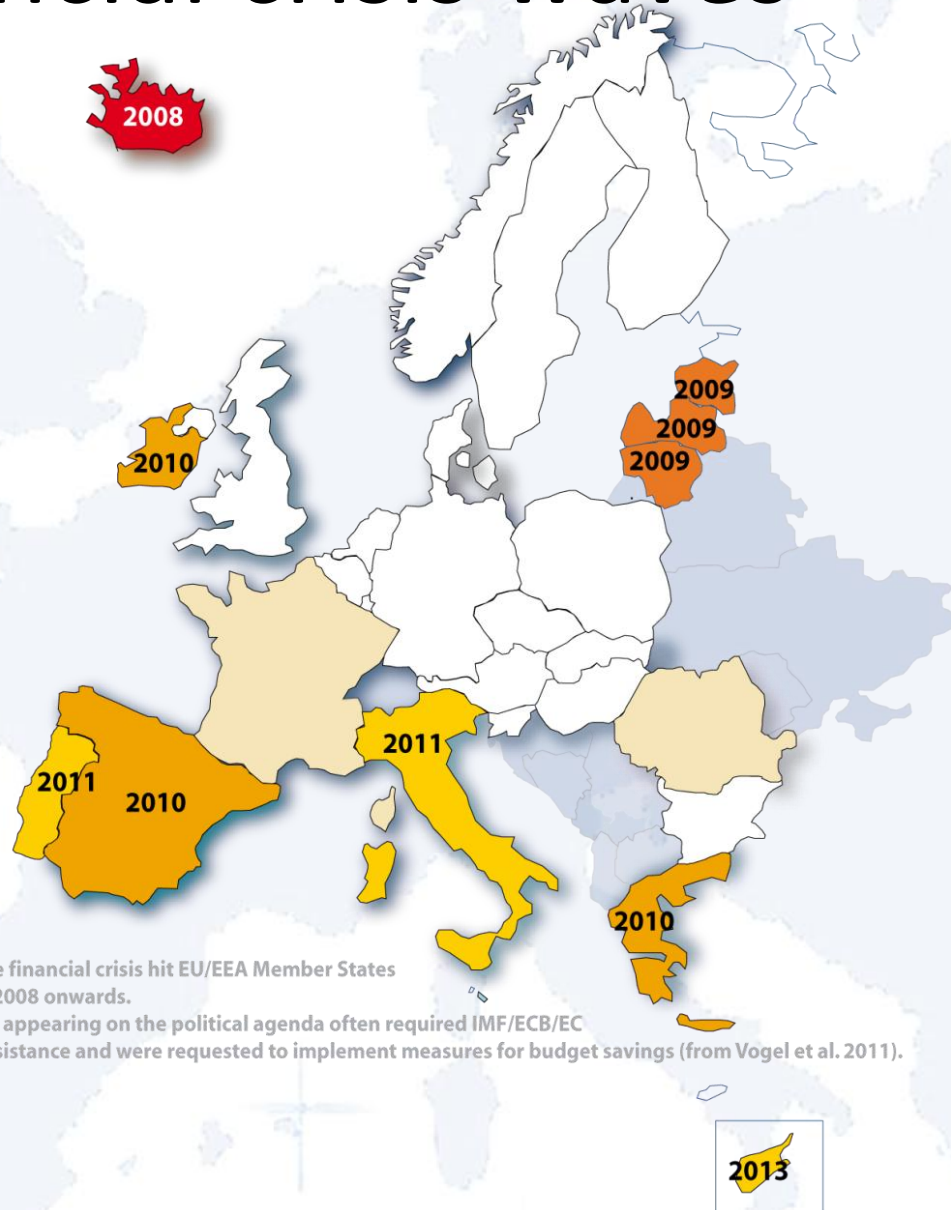 crisis waves
2008
2009
2009
2010
2009
2011
2011
2010
2010
financial crisis hit EU/EEA Member States
2008 onwards.
appearing on the political agenda often required IMF/ECB/EC
and were requested to implement measures for budget savings (from Vogel et al. 2011).
2013